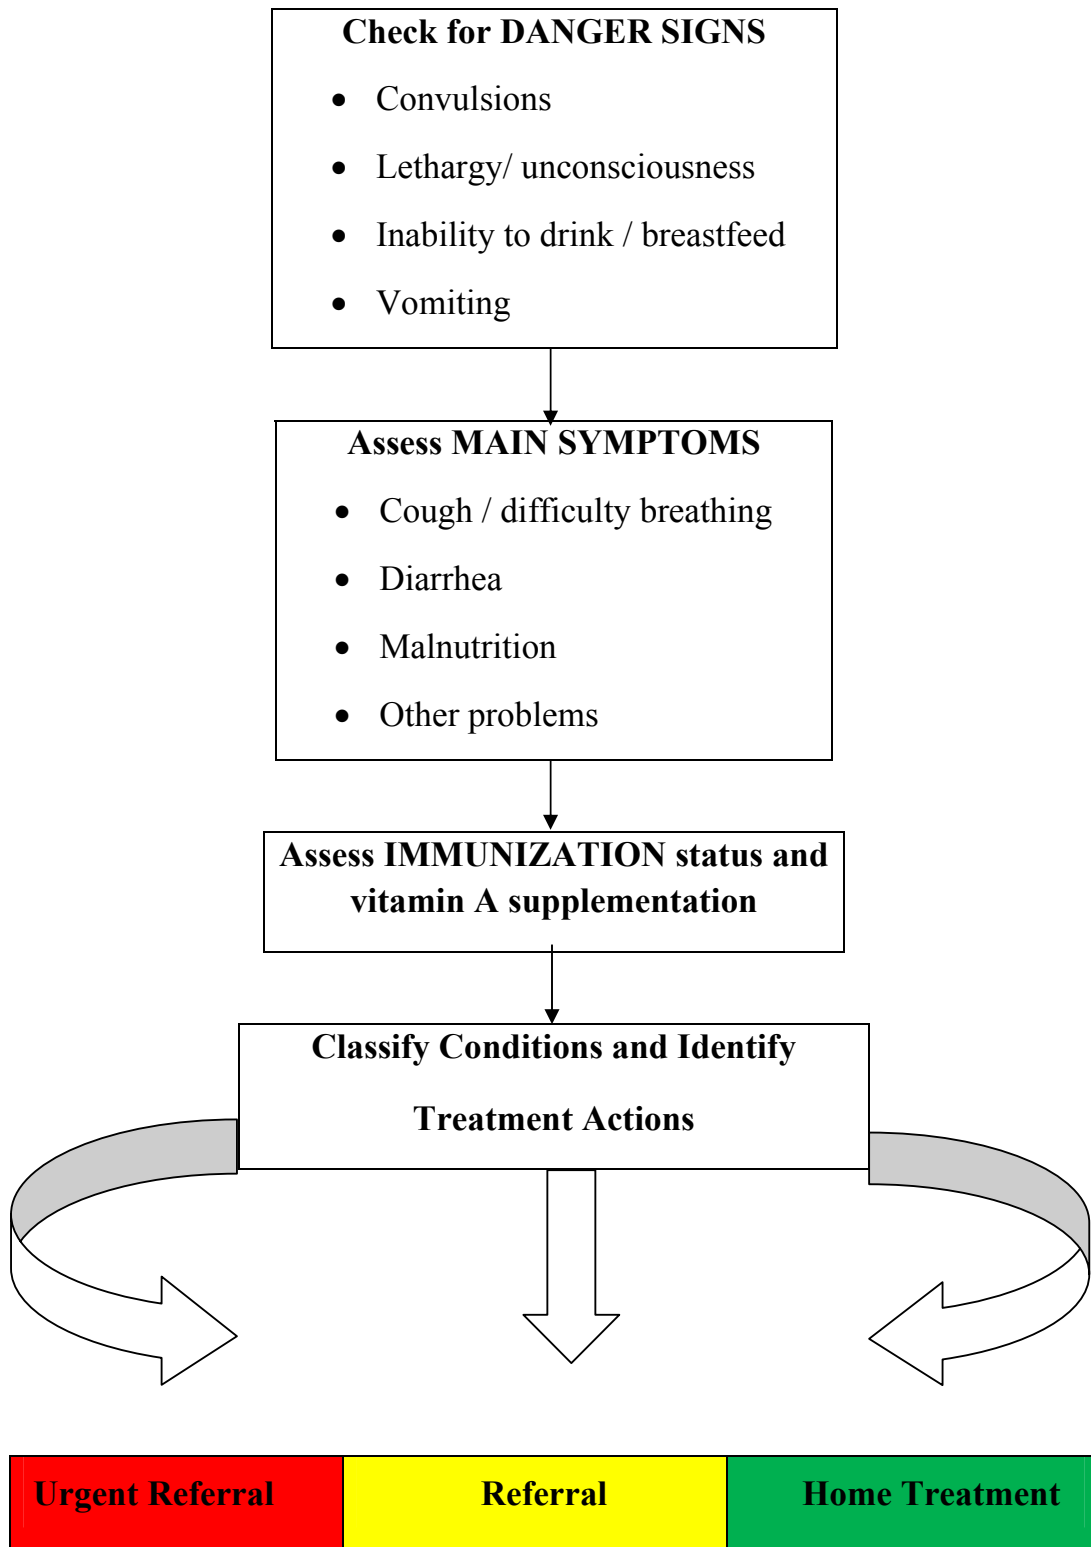 Check for DANGER SIGNS
• Convulsions
• Lethargy/ unconsciousness
• Inability to drink / breastfeed
• Vomiting
Assess MAIN SYMPTOMS
• Cough / difficulty breathing
• Diarrhea
• Malnutrition
• Other problems
Assess IMMUNIZATION status and
vitamin A supplementation
Classify Conditions and Identify
Treatment Actions
Urgent Referral
Referral
Home Treatment